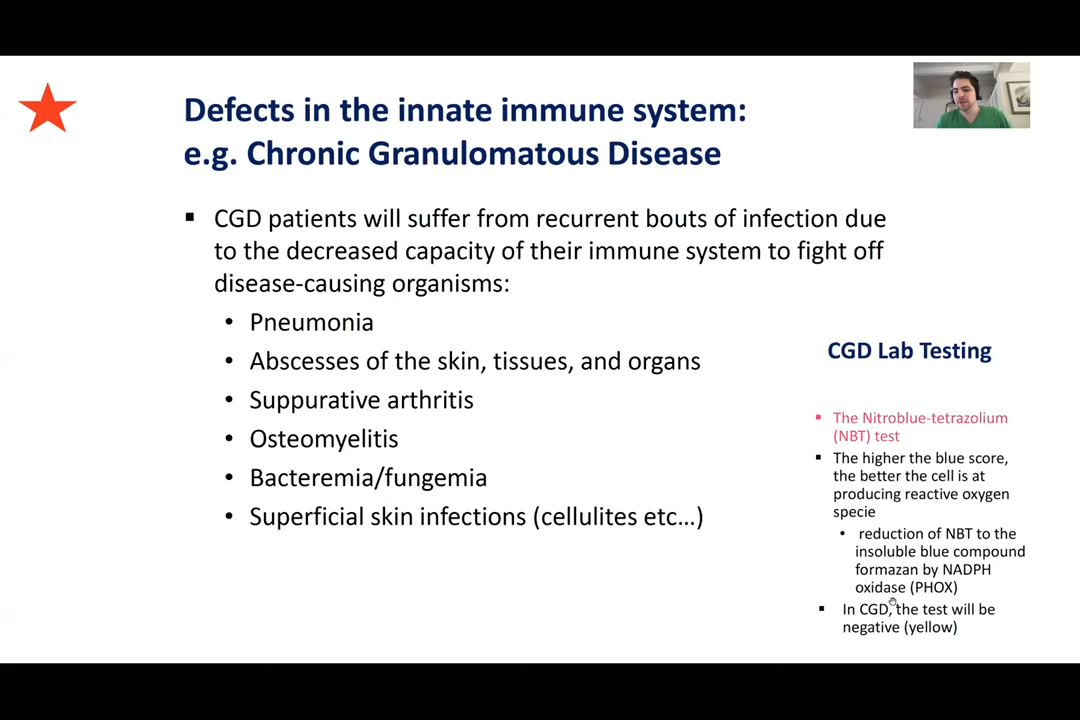 Defects in the innate immune system:
e.g. Chronic Granulomatous Disease
▪ CGD patients will suffer from recurrent bouts of infection due
to the decreased capacity of their immune system to fight off
disease-causing organisms:
• Pneumonia
• Abscesses of the skin, tissues, and organs
• Suppurative arthritis
• Osteomyelitis
• Bacteremia/fungemia
• Superficial skin infections (cellulites etc…)
CGD Lab Testing
▪ The Nitroblue-tetrazolium
(NBT) test
▪ The higher the blue score,
the better the cell is at
producing reactive oxygen
specie
• reduction of NBT to the
insoluble blue compound
formazan by NADPH
oxidase (PHOX)
▪ In CGD, the test will be
negative (yellow)